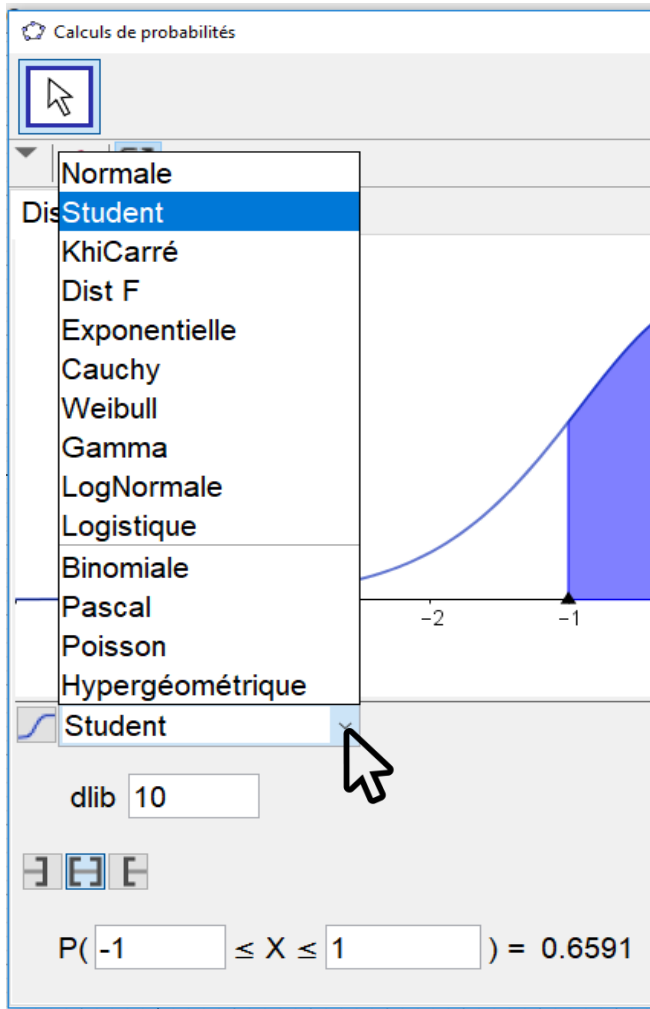 Calculs de probabilités
Normale
Dis
Student
KhiCarré
Dist F
Exponentielle
Cauchy
Weibull
Gamma
LogNormale
Logistique
Binomiale
Pascal
Poisson
Hypergéométrique
-2 -1
Student
dlib 10
P( -1 ≤ X ≤ 1 ) = 0.6591